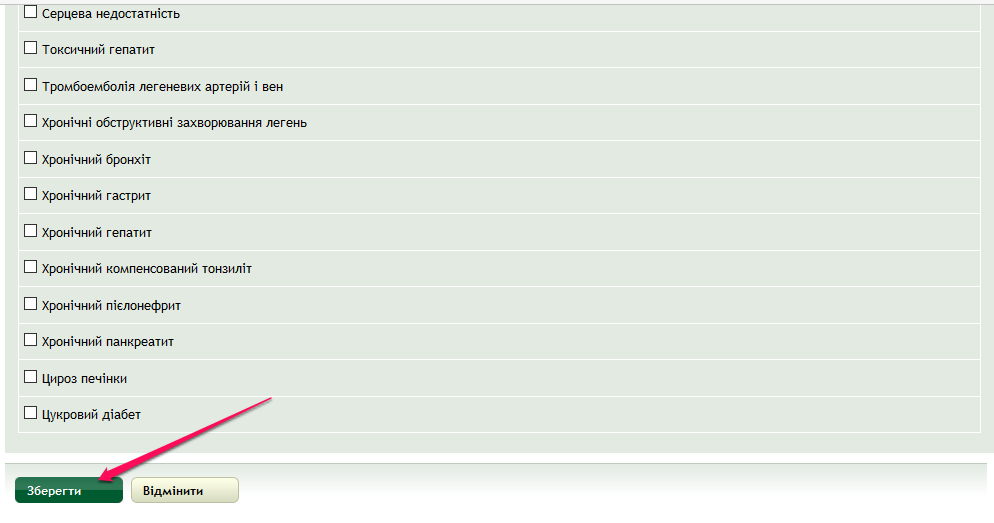 Серцева недостатність
Токсичний гепатит
Тромбоемболія легеневих артерій і вен
Хронічні обструктивні захворювання легень
Хронічний бронхіт
Хронічний гастрит
Хронічний гепатит
Хронічний компенсований тонзиліт
Хронічний пієлонефрит
Хронічний панкреатит
Цироз печінки
Цукровий діабет
Зберегти Відмінити